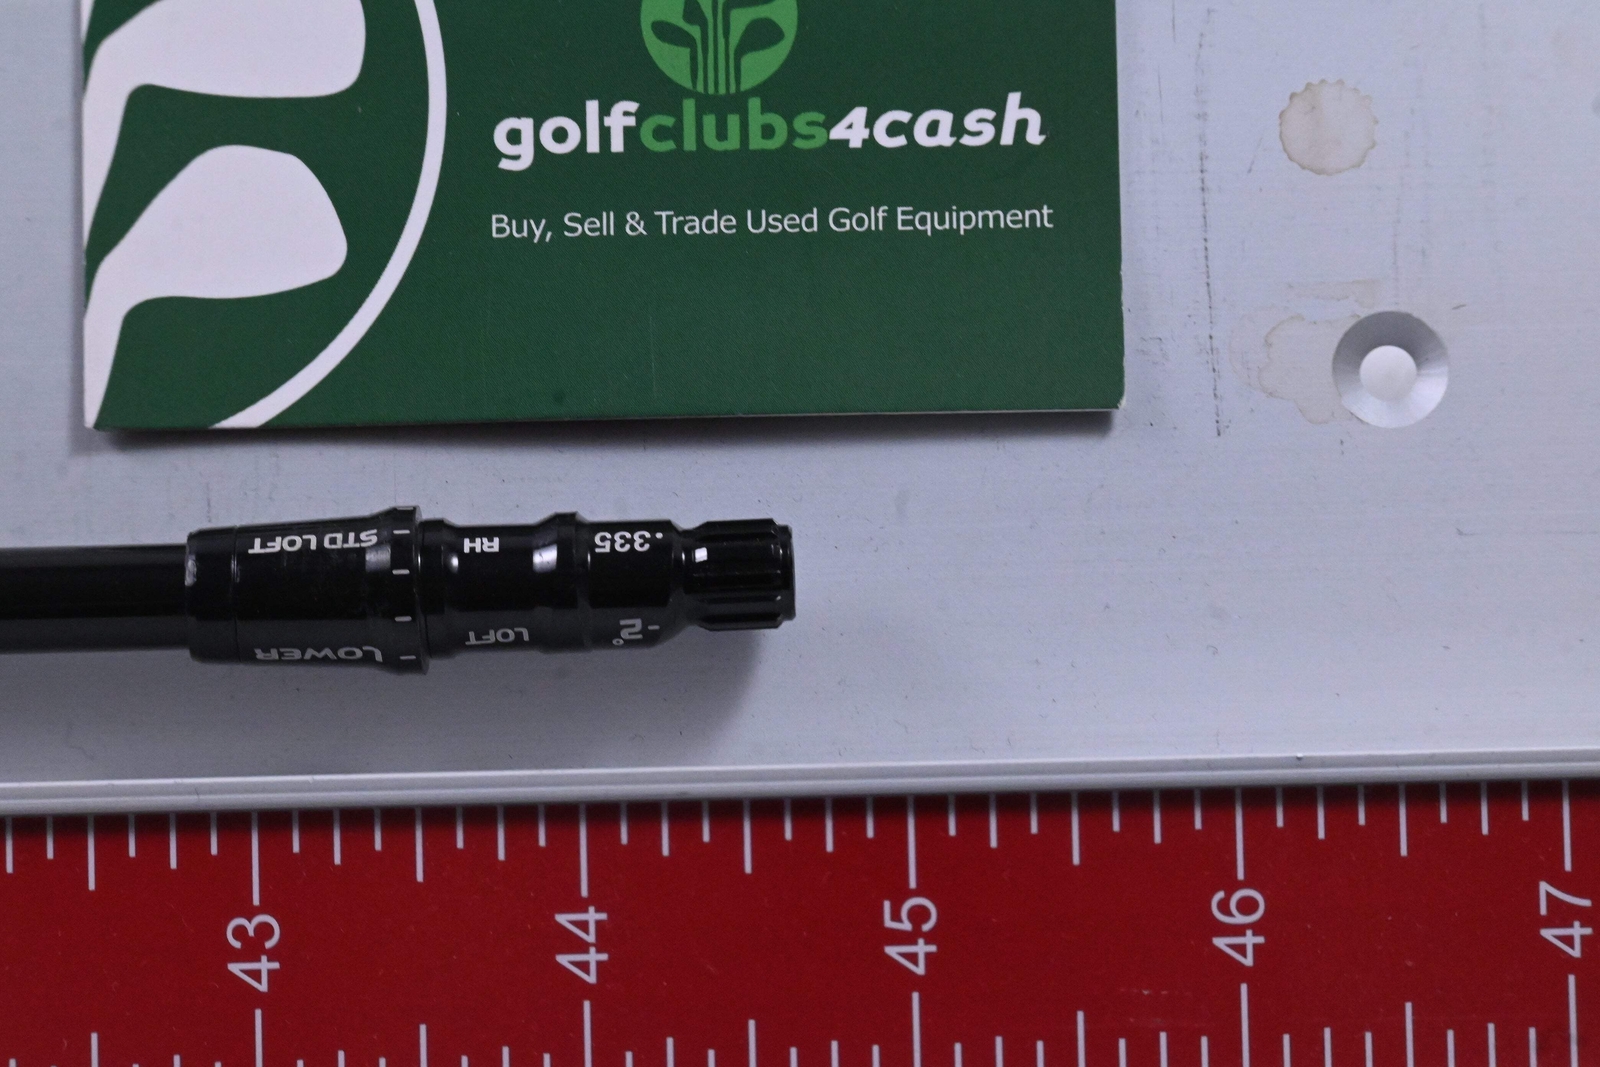 golfclubs4cash
Buy, Sell & Trade Used Golf Equipment
STD LOFT
RH
.335
LOWER
LOFT
-2°
43
44
45
46
47